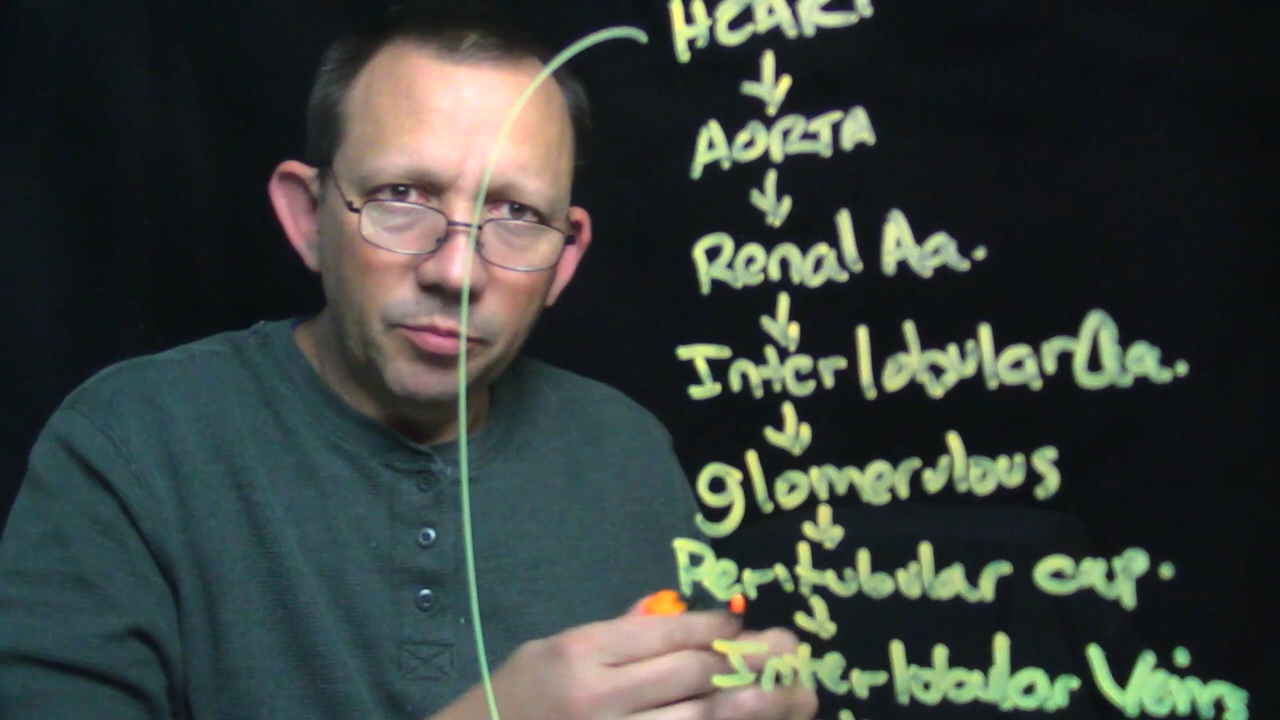 HEART
↓
AORTA
↓
Renal Aa.
↓
Interlobular Aa.
↓
glomerulous
↓
Peritubular cap.
↓
Interlobular Veins